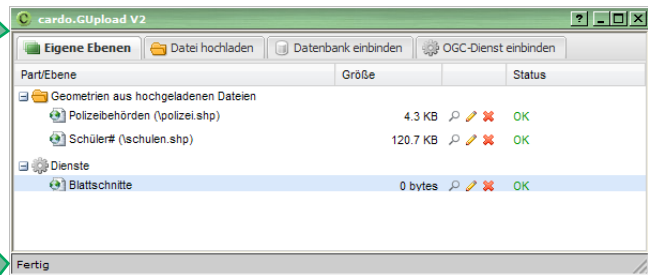 cardo.GUpload V2
Eigene Ebenen Datei hochladen Datenbank einbinden OGC-Dienst einbinden
Part/Ebene Größe Status
Geometrien aus hochgeladenen Dateien
Polizeibehörden (\polizei.shp) 4.3 KB OK
Schüler# (\schulen.shp) 120.7 KB OK
Dienste
Blattschnitte 0 bytes OK
Fertig